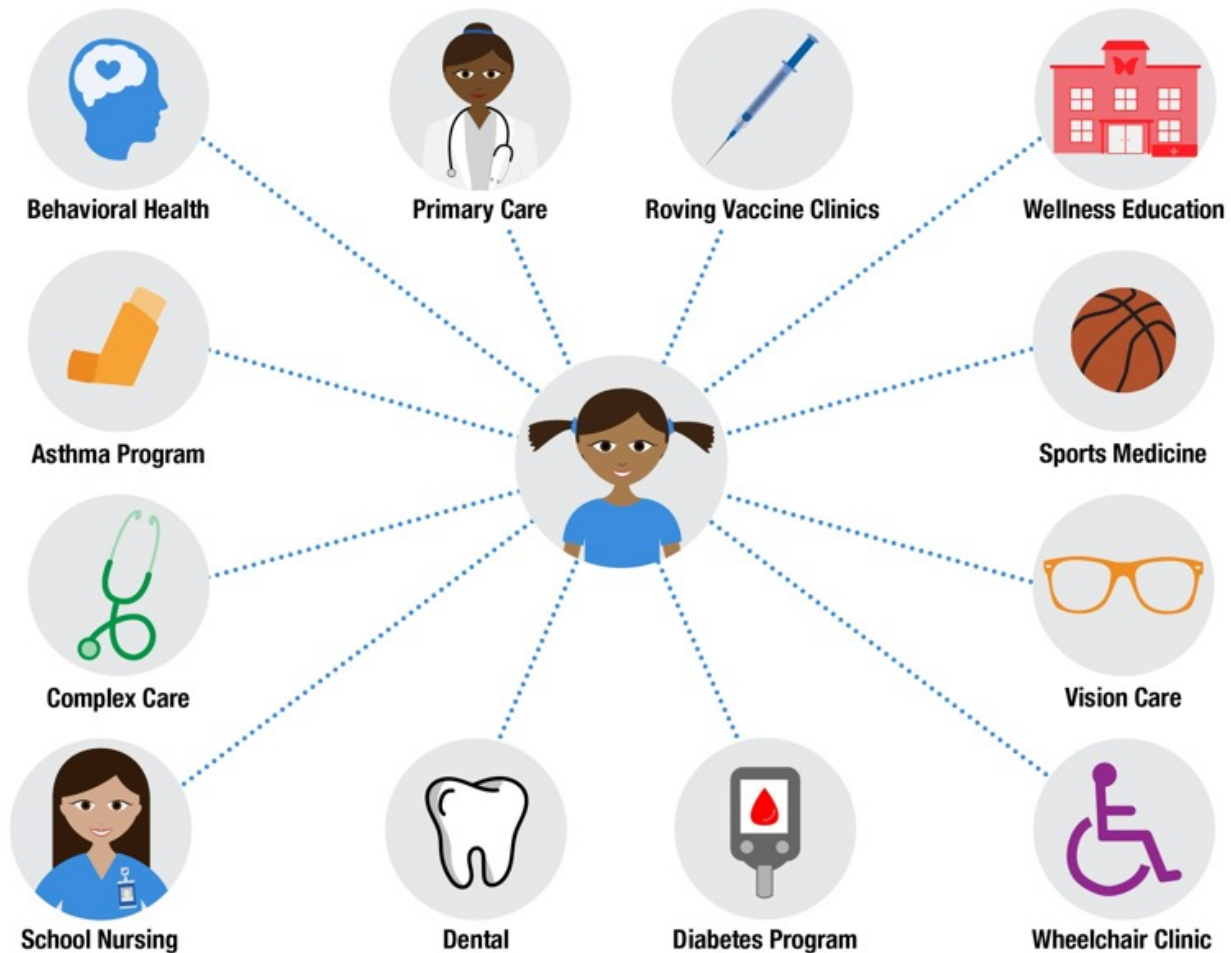 Behavioral Health
Primary Care
Roving Vaccine Clinics
Wellness Education
Asthma Program
Sports Medicine
Complex Care
Vision Care
School Nursing
Dental
Diabetes Program
Wheelchair Clinic